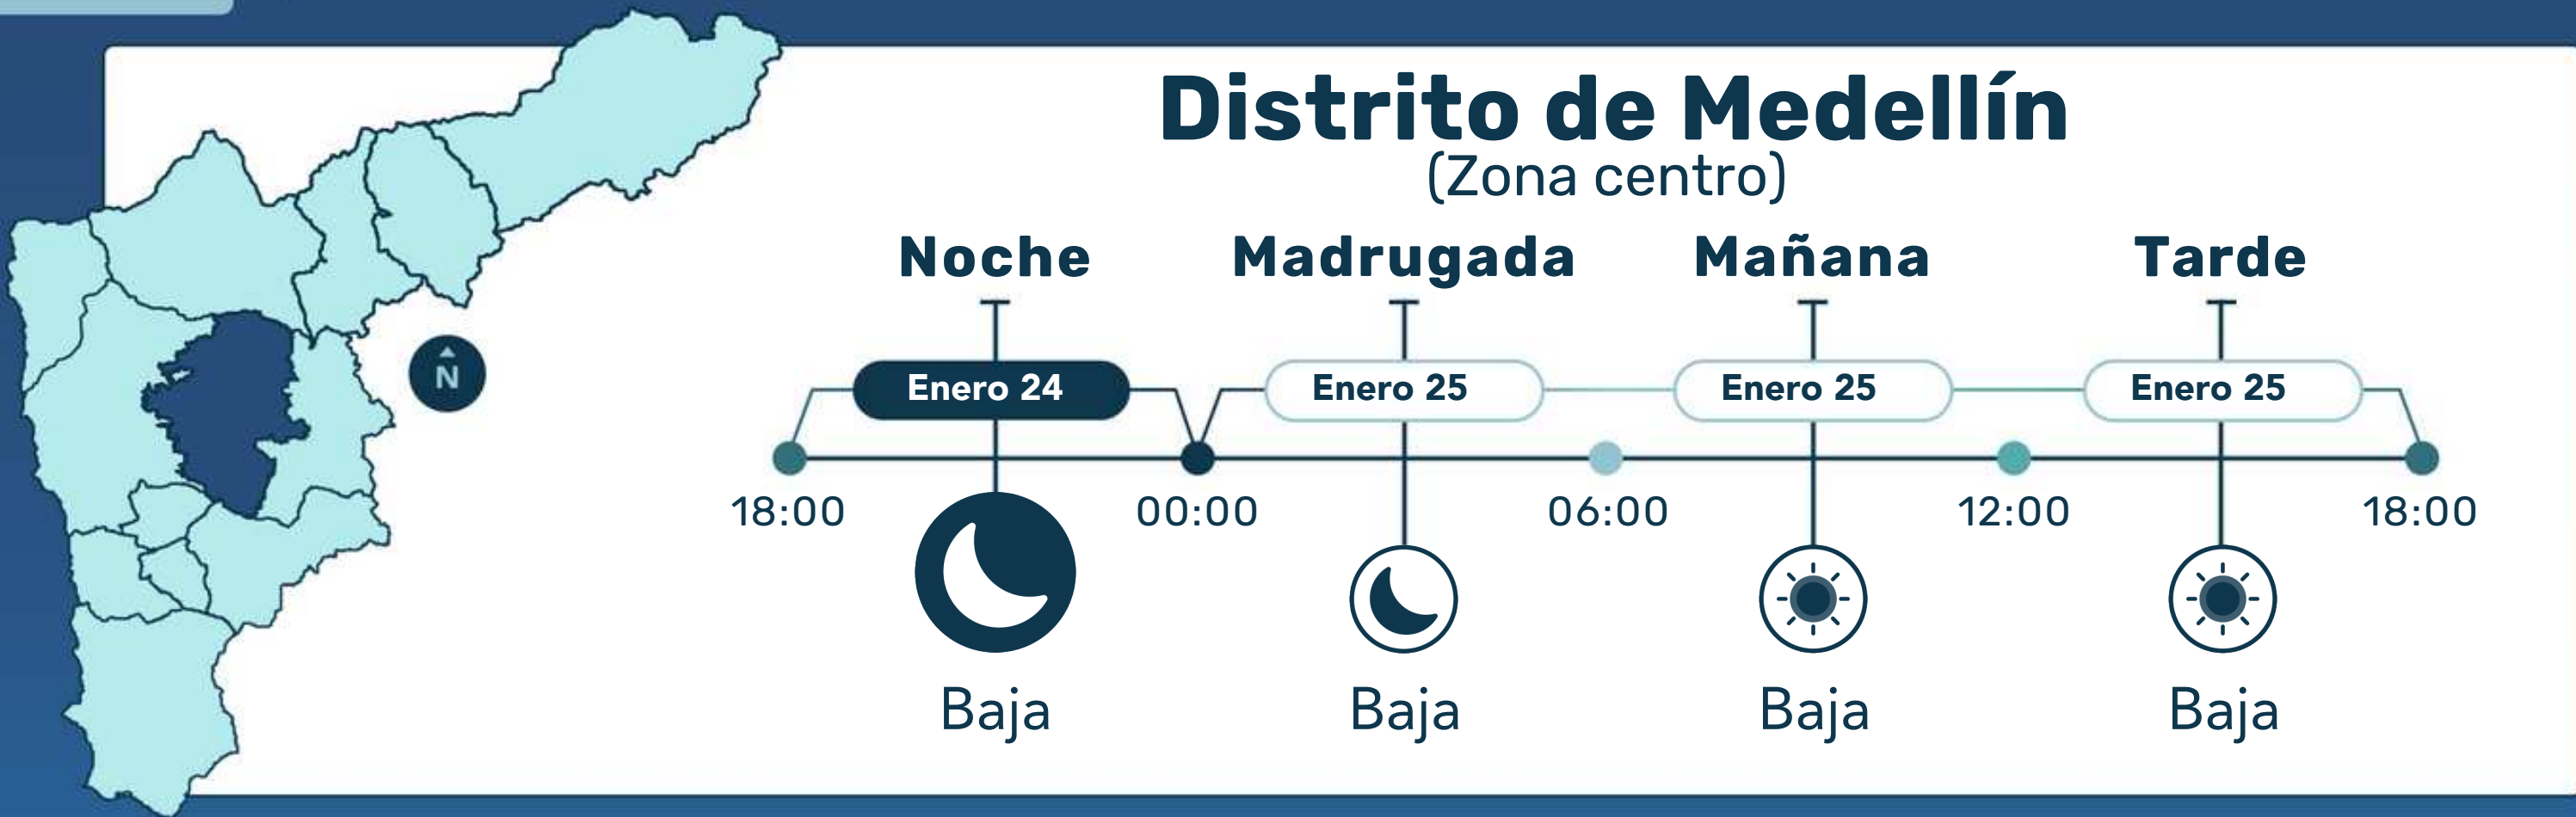 Distrito de Medellín
(Zona centro)
Noche Madrugada Mañana Tarde
Enero 24 Enero 25 Enero 25 Enero 25
N
18:00 00:00 06:00 12:00 18:00
Baja Baja Baja Baja